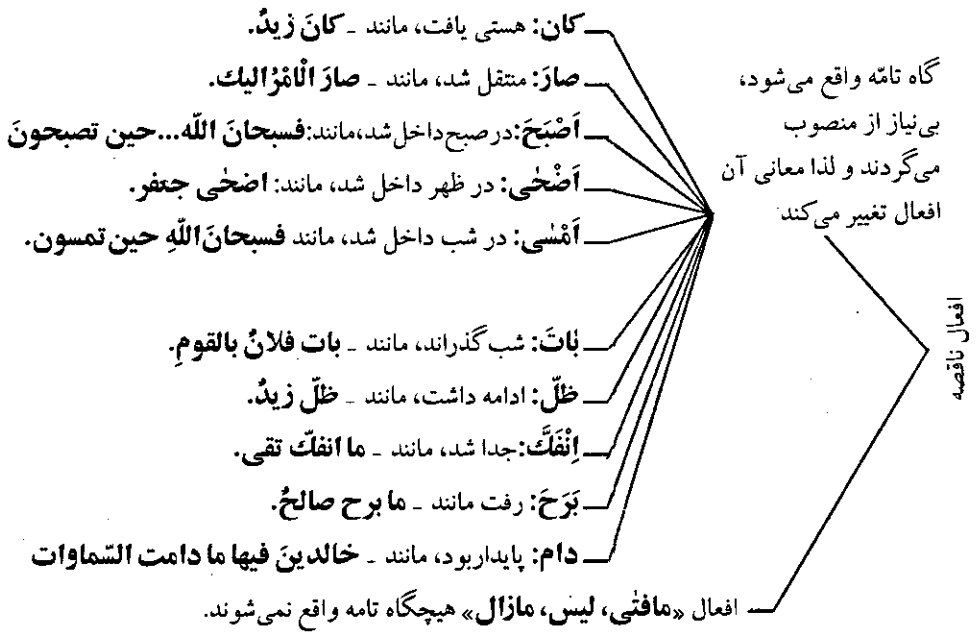 افعال ناقصه
گاه تامّه واقع می‌شود،
بی‌نیاز از منصوب
می‌گردند و لذا معانی آن
افعال تغییر می‌کند
کان: هستی یافت، مانند - کانَ زیدٌ.
صارَ: منتقل شد، مانند - صارَ الْامْرُ الیك.
اَصْبَحَ: در صبح داخل شد، مانند: فسبحانَ اللّه...حین تصبحونَ
اَضْحٰی: در ظهر داخل شد، مانند: اضحٰی جعفر.
اَمْسٰی: در شب داخل شد، مانند فسبحانَ اللّهِ حین تمسون.
بٰاتَ: شب گذراند، مانند - بات فلانٌ بالقومِ.
ظلّ: ادامه داشت، مانند - ظلّ زیدٌ.
اِنْفَكَّ: جدا شد، مانند - ما انفكّ تقی.
بَرَحَ: رفت مانند - ما برح صالحٌ.
دام: پایدار بود، مانند - خالدینَ فیها ما دامت السّماوات
افعال «مافتٰی، لیس، مازال» هیچگاه تامه واقع نمی‌شوند.